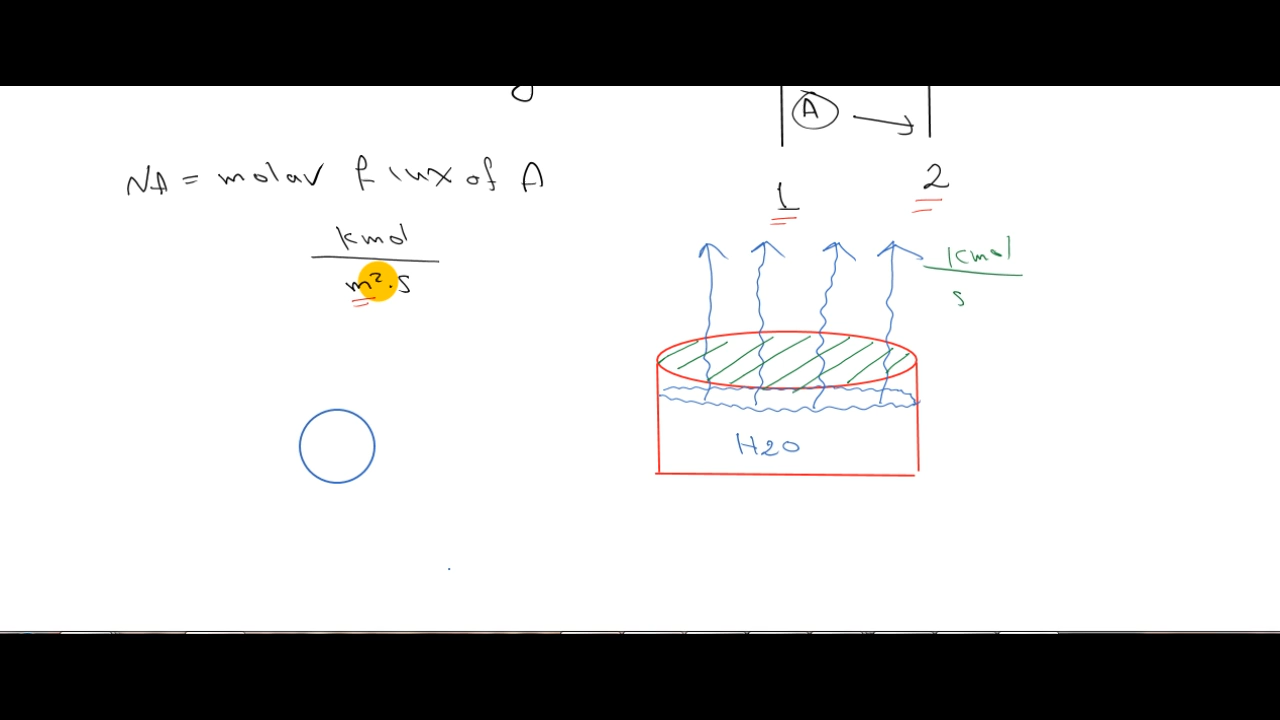 A
NA = molar flux of A
1
2
kmol
m².s
kmol
s
H2O